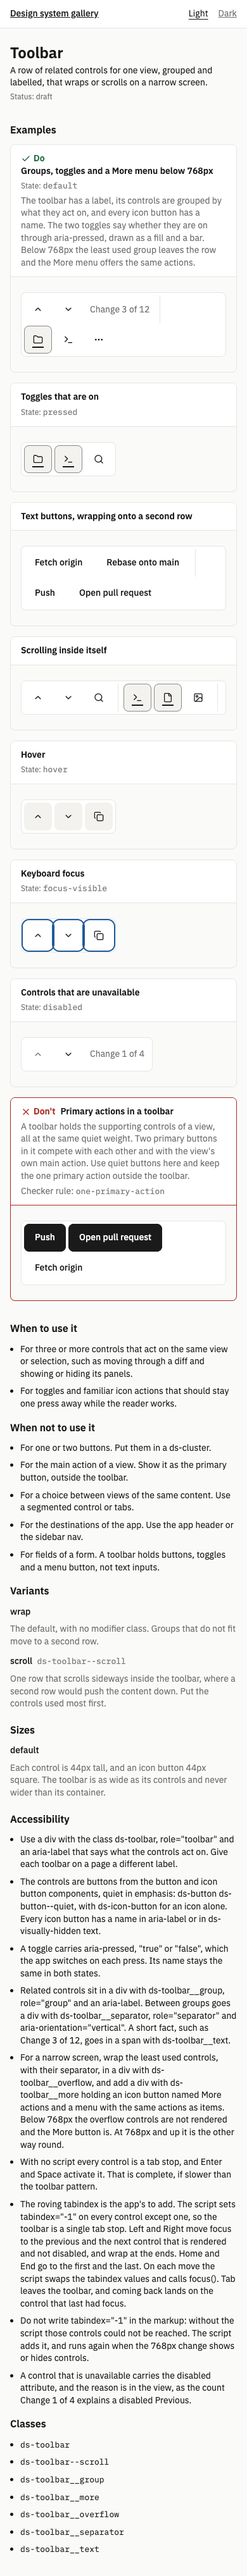 Design system gallery Light Dark
Toolbar
A row of related controls for one view, grouped and
labelled, that wraps or scrolls on a narrow screen.
Status: draft
Examples
Do
Groups, toggles and a More menu below 768px
State: default
The toolbar has a label, its controls are grouped by
what they act on, and every icon button has a
name. The two toggles say whether they are on
through aria-pressed, drawn as a fill and a bar.
Below 768px the least used group leaves the row
and the More menu offers the same actions.
Change 3 of 12
Toggles that are on
State: pressed
Text buttons, wrapping onto a second row
Fetch origin Rebase onto main
Push Open pull request
Scrolling inside itself
Hover
State: hover
Keyboard focus
State: focus-visible
Controls that are unavailable
State: disabled
Change 1 of 4
Don't Primary actions in a toolbar
A toolbar holds the supporting controls of a view,
all at the same quiet weight. Two primary buttons
in it compete with each other and with the view's
own main action. Use quiet buttons here and keep
the one primary action outside the toolbar.
Checker rule: one-primary-action
Push Open pull request
Fetch origin
When to use it
• For three or more controls that act on the same view
or selection, such as moving through a diff and
showing or hiding its panels.
• For toggles and familiar icon actions that should stay
one press away while the reader works.
When not to use it
• For one or two buttons. Put them in a ds-cluster.
• For the main action of a view. Show it as the primary
button, outside the toolbar.
• For a choice between views of the same content. Use
a segmented control or tabs.
• For the destinations of the app. Use the app header or
the sidebar nav.
• For fields of a form. A toolbar holds buttons, toggles
and a menu button, not text inputs.
Variants
wrap
The default, with no modifier class. Groups that do not fit
move to a second row.
scroll ds-toolbar--scroll
One row that scrolls sideways inside the toolbar, where a
second row would push the content down. Put the
controls used most first.
Sizes
default
Each control is 44px tall, and an icon button 44px
square. The toolbar is as wide as its controls and never
wider than its container.
Accessibility
• Use a div with the class ds-toolbar, role="toolbar" and
an aria-label that says what the controls act on. Give
each toolbar on a page a different label.
• The controls are buttons from the button and icon
button components, quiet in emphasis: ds-button ds-
button--quiet, with ds-icon-button for an icon alone.
Every icon button has a name in aria-label or in ds-
visually-hidden text.
• A toggle carries aria-pressed, "true" or "false", which
the app switches on each press. Its name stays the
same in both states.
• Related controls sit in a div with ds-toolbar__group,
role="group" and an aria-label. Between groups goes
a div with ds-toolbar__separator, role="separator" and
aria-orientation="vertical". A short fact, such as
Change 3 of 12, goes in a span with ds-toolbar__text.
• For a narrow screen, wrap the least used controls,
with their separator, in a div with ds-
toolbar__overflow, and add a div with ds-
toolbar__more holding an icon button named More
actions and a menu with the same actions as items.
Below 768px the overflow controls are not rendered
and the More button is. At 768px and up it is the other
way round.
• With no script every control is a tab stop, and Enter
and Space activate it. That is complete, if slower than
the toolbar pattern.
• The roving tabindex is the app's to add. The script sets
tabindex="-1" on every control except one, so the
toolbar is a single tab stop. Left and Right move focus
to the previous and the next control that is rendered
and not disabled, and wrap at the ends. Home and
End go to the first and the last. On each move the
script swaps the tabindex values and calls focus(). Tab
leaves the toolbar, and coming back lands on the
control that last had focus.
• Do not write tabindex="-1" in the markup: without the
script those controls could not be reached. The script
adds it, and runs again when the 768px change shows
or hides controls.
• A control that is unavailable carries the disabled
attribute, and the reason is in the view, as the count
Change 1 of 4 explains a disabled Previous.
Classes
• ds-toolbar
• ds-toolbar--scroll
• ds-toolbar__group
• ds-toolbar__more
• ds-toolbar__overflow
• ds-toolbar__separator
• ds-toolbar__text